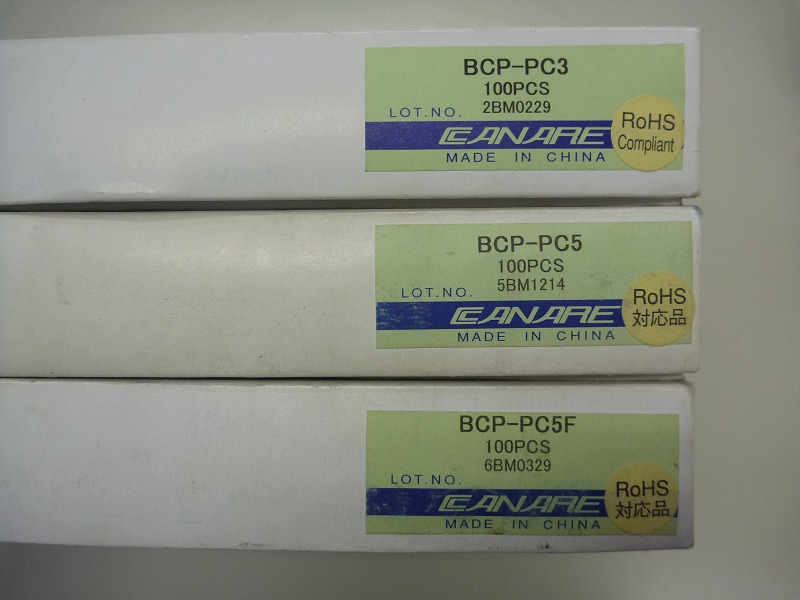 BCP-PC3
100PCS
LOT.NO. 2BM0229
CANARE
MADE IN CHINA
RoHS
Compliant
BCP-PC5
100PCS
LOT.NO. 5BM1214
CANARE
MADE IN CHINA
RoHS
対応品
BCP-PC5F
100PCS
LOT.NO. 6BM0329
CANARE
MADE IN CHINA
RoHS
対応品